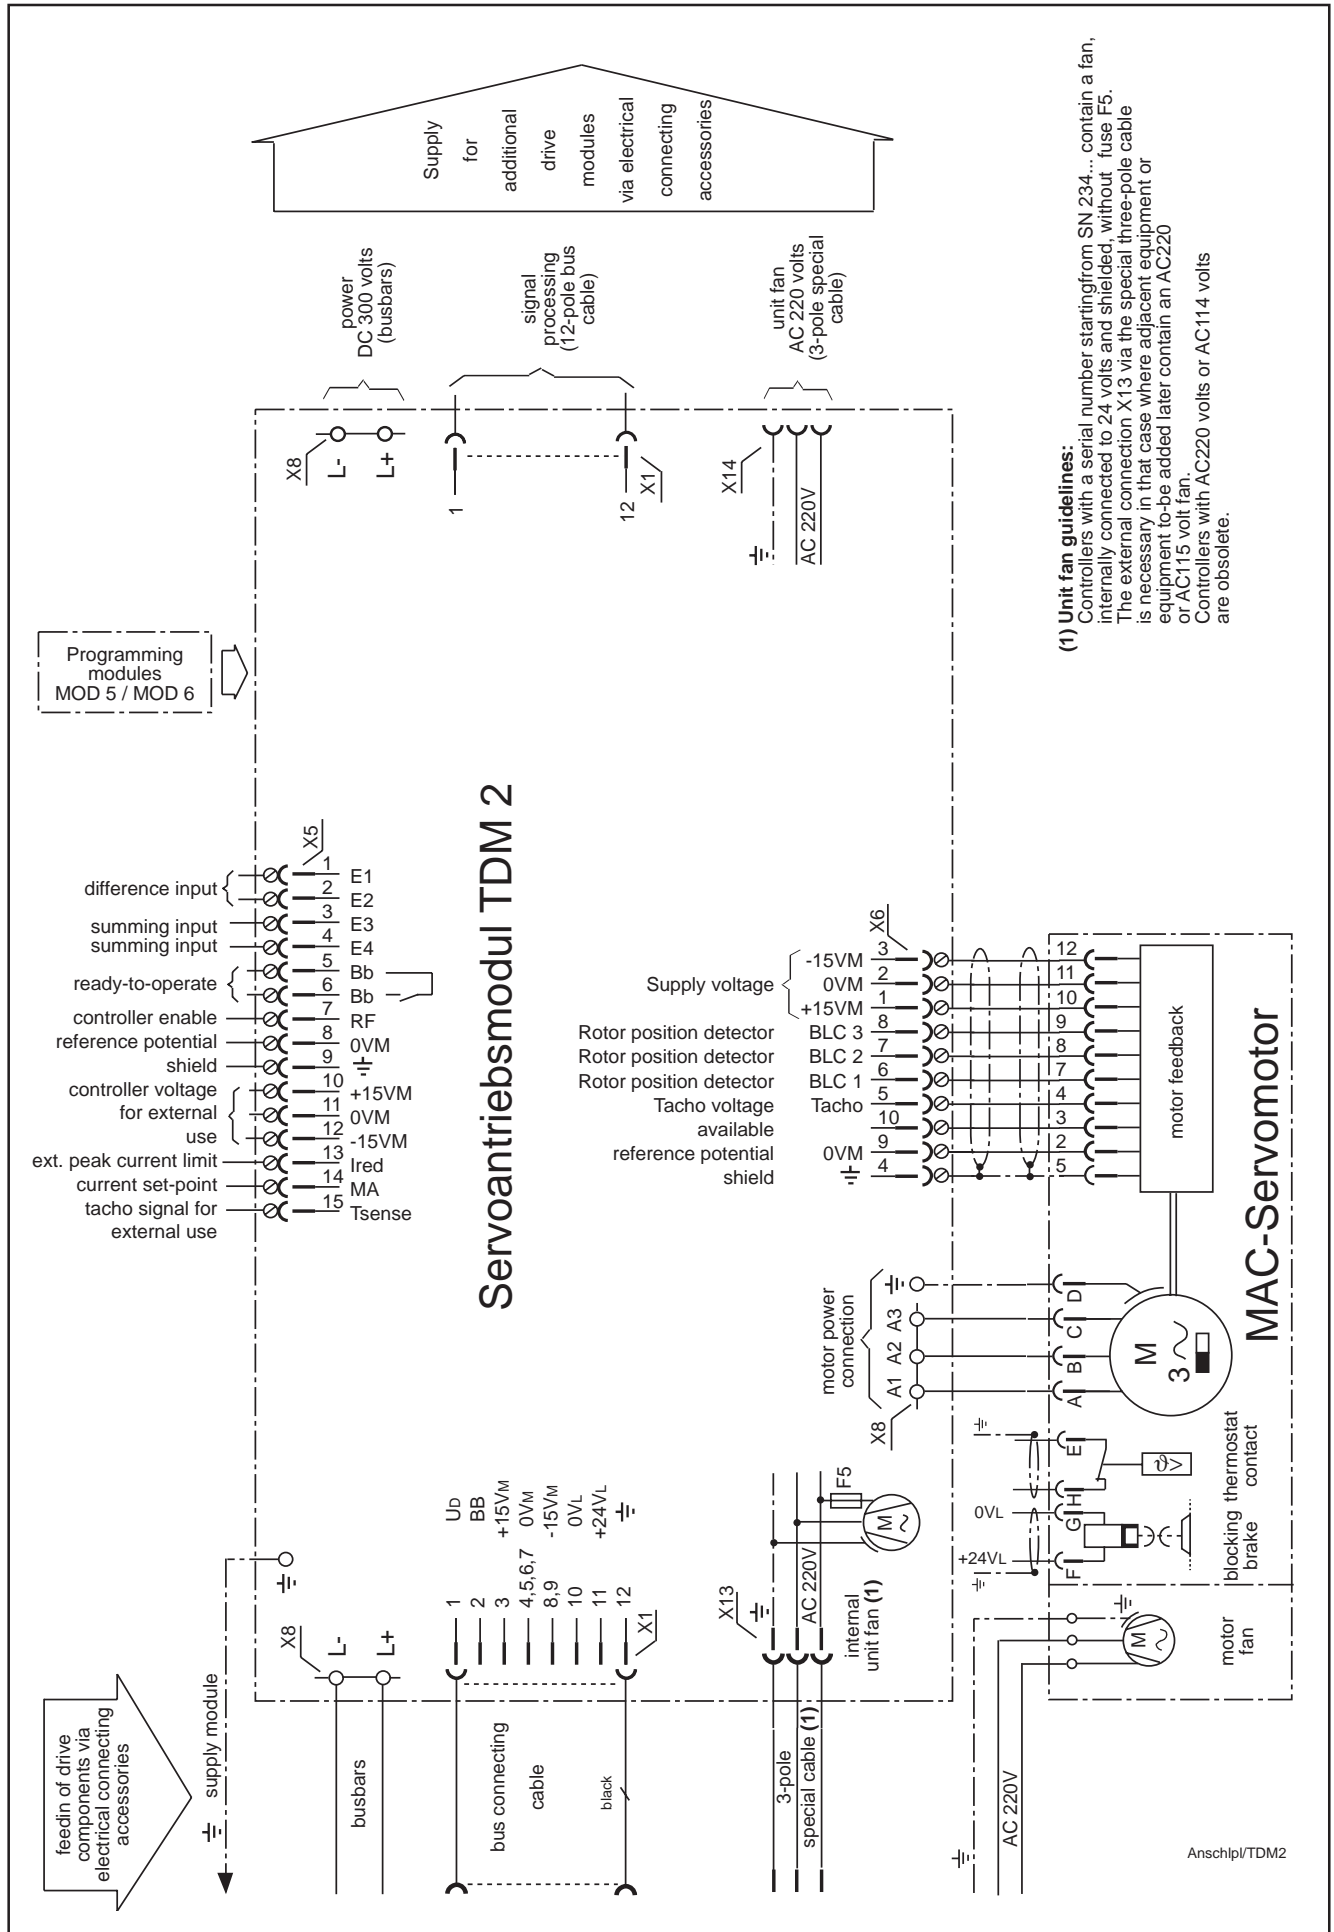 Supply
for
additional
drive
modules
via electrical
connecting
accessories
power
DC 300 volts
(busbars)
signal
processing
(12-pole bus
cable)
unit fan
AC 220 volts
(3-pole special
cable)
X8
L-
L+
1
12
X1
X14
AC 220V
(1) Unit fan guidelines:
Controllers with a serial number startingfrom SN 234... contain a fan,
internally connected to 24 volts and shielded, without fuse F5.
The external connection X13 via the special three-pole cable
is necessary in that case where adjacent equipment or
equipment to-be added later contain an AC220
or AC115 volt fan.
Controllers with AC220 volts or AC114 volts
are obsolete.
Programming
modules
MOD 5 / MOD 6
Servoantriebsmodul TDM 2
X5
difference input
1 E1
2 E2
summing input 3 E3
summing input 4 E4
ready-to-operate
5 Bb
6 Bb
controller enable 7 RF
reference potential 8 0VM
shield 9
controller voltage 10 +15VM
for external 11 0VM
use 12 -15VM
ext. peak current limit 13 Ired
current set-point 14 MA
tacho signal for 15 Tsense
external use
X6
-15VM 3 12
Supply voltage 0VM 2 11
+15VM 1 10
Rotor position detector BLC 3 8 9
Rotor position detector BLC 2 7 8
Rotor position detector BLC 1 6 7
Tacho voltage Tacho 5 4
available 10 3
reference potential 0VM 9 2
shield 4 5
motor feedback
MAC-Servomotor
motor power
connection
X8
A1
A2
A3
A
B
C
D
M
3
E
H
G
F
0VL
+24VL
ϑ>
thermostat
contact
blocking
brake
motor
fan
M
AC 220V
feedin of drive
components via
electrical connecting
accessories
supply module
X8
L-
L+
busbars
1 UD
2 BB
3 +15VM
4,5,6,7 0VM
8,9 -15VM
10 0VL
11 +24VL
12
X1
bus connecting
cable
black
X13
AC 220V
F5
M
internal
unit fan (1)
3-pole
special cable (1)
Anschlpl/TDM2